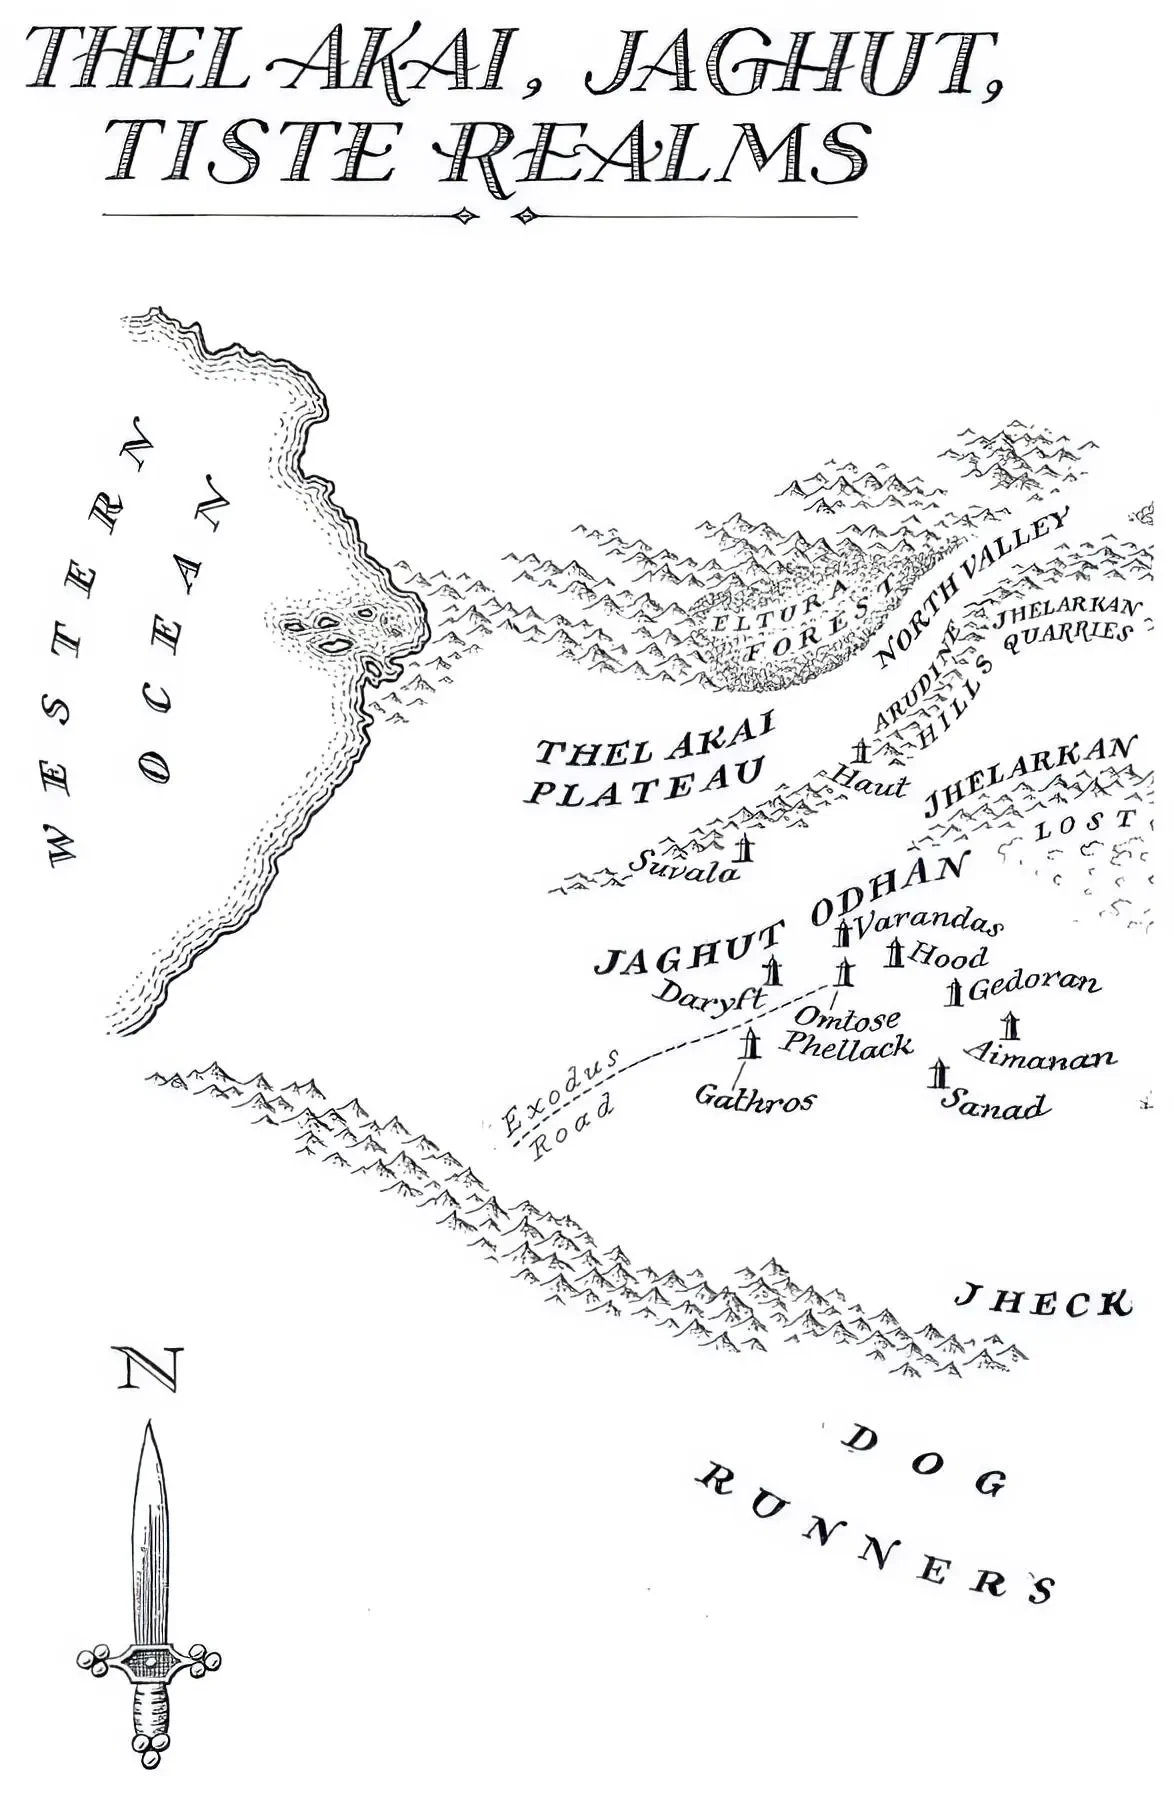 THEL AKAI, JAGHUT,
TISTE REALMS
WESTERN
OCEAN
ELTURA
FOREST
NORTH VALLEY
JHELARKAN
QUARRIES
ARUDINE
HILLS
THEL AKAI
PLATEAU
Haut
JHELARKAN
LOST
Suvala
JAGHUT ODHAN
Varandas
Hood
Daryft
Gedoran
Omtose
Phellack
Aimanan
Gathros
Sanad
Exodus
Road
JHECK
DOG
RUNNERS
N